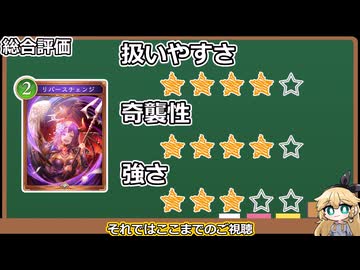 総合評価
扱いやすさ
2 リバースチェンジ
奇襲性
強さ
それではここまでのご視聴